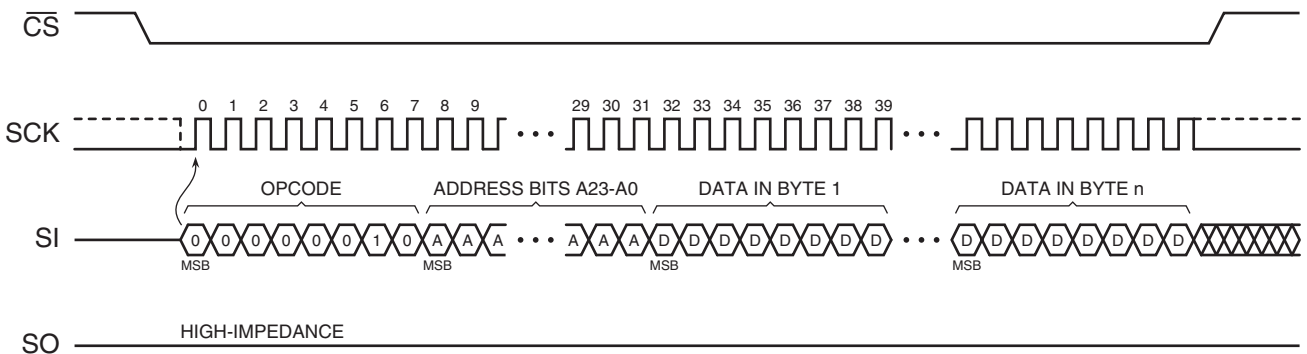 CS
0 1 2 3 4 5 6 7 8 9 29 30 31 32 33 34 35 36 37 38 39
SCK
OPCODE ADDRESS BITS A23-A0 DATA IN BYTE 1 DATA IN BYTE n
SI 0 0 0 0 0 0 1 0 A A A A A A D D D D D D D D D D D D D D D D
MSB MSB MSB MSB
HIGH-IMPEDANCE
SO